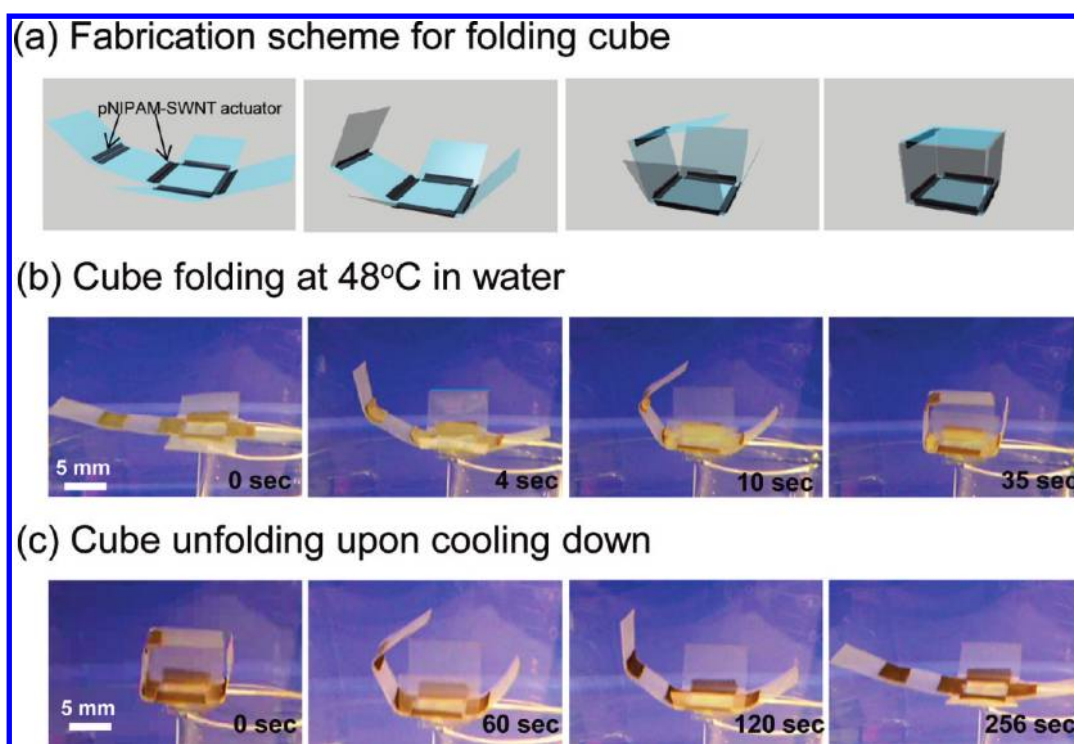 (a) Fabrication scheme for folding cube
pNIPAM-SWNT actuator
(b) Cube folding at 48°C in water
5 mm
0 sec
4 sec
10 sec
35 sec
(c) Cube unfolding upon cooling down
5 mm
0 sec
60 sec
120 sec
256 sec